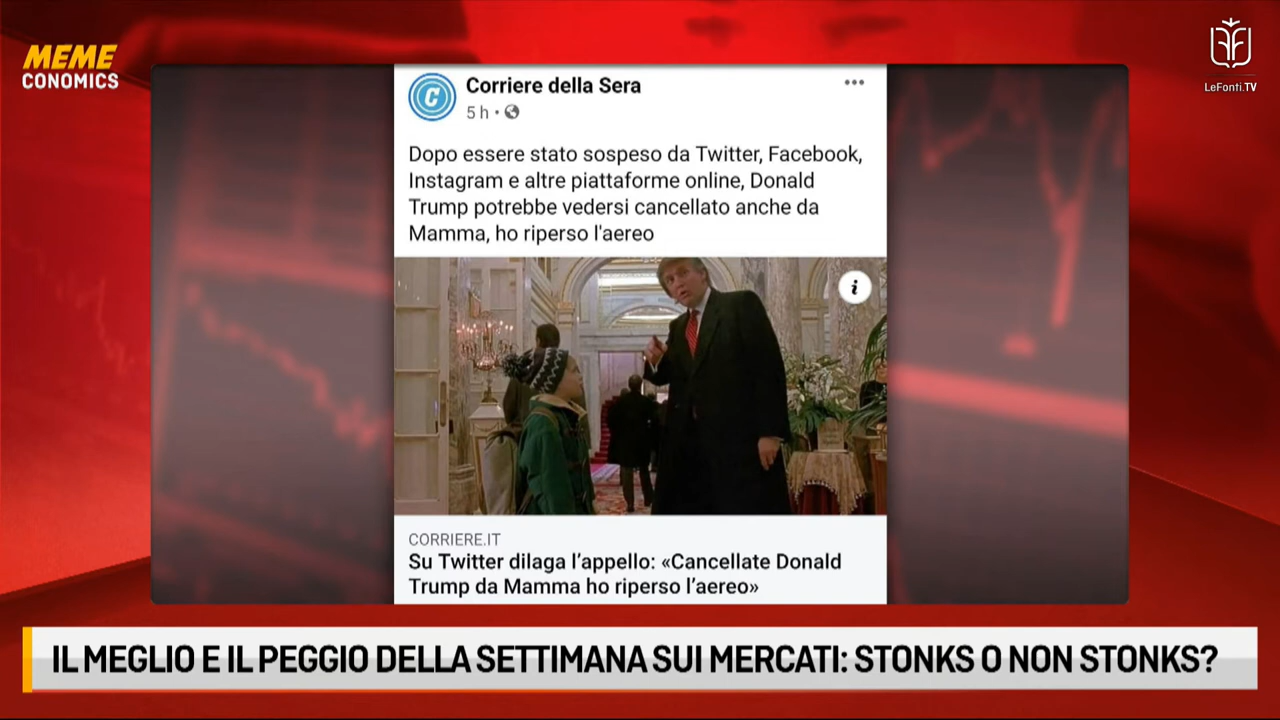 MEME
CONOMICS
LeFonti.TV
Corriere della Sera
5 h
Dopo essere stato sospeso da Twitter, Facebook,
Instagram e altre piattaforme online, Donald
Trump potrebbe vedersi cancellato anche da
Mamma, ho riperso l'aereo
i
CORRIERE.IT
Su Twitter dilaga l'appello: «Cancellate Donald
Trump da Mamma ho riperso l'aereo»
IL MEGLIO E IL PEGGIO DELLA SETTIMANA SUI MERCATI: STONKS O NON STONKS?